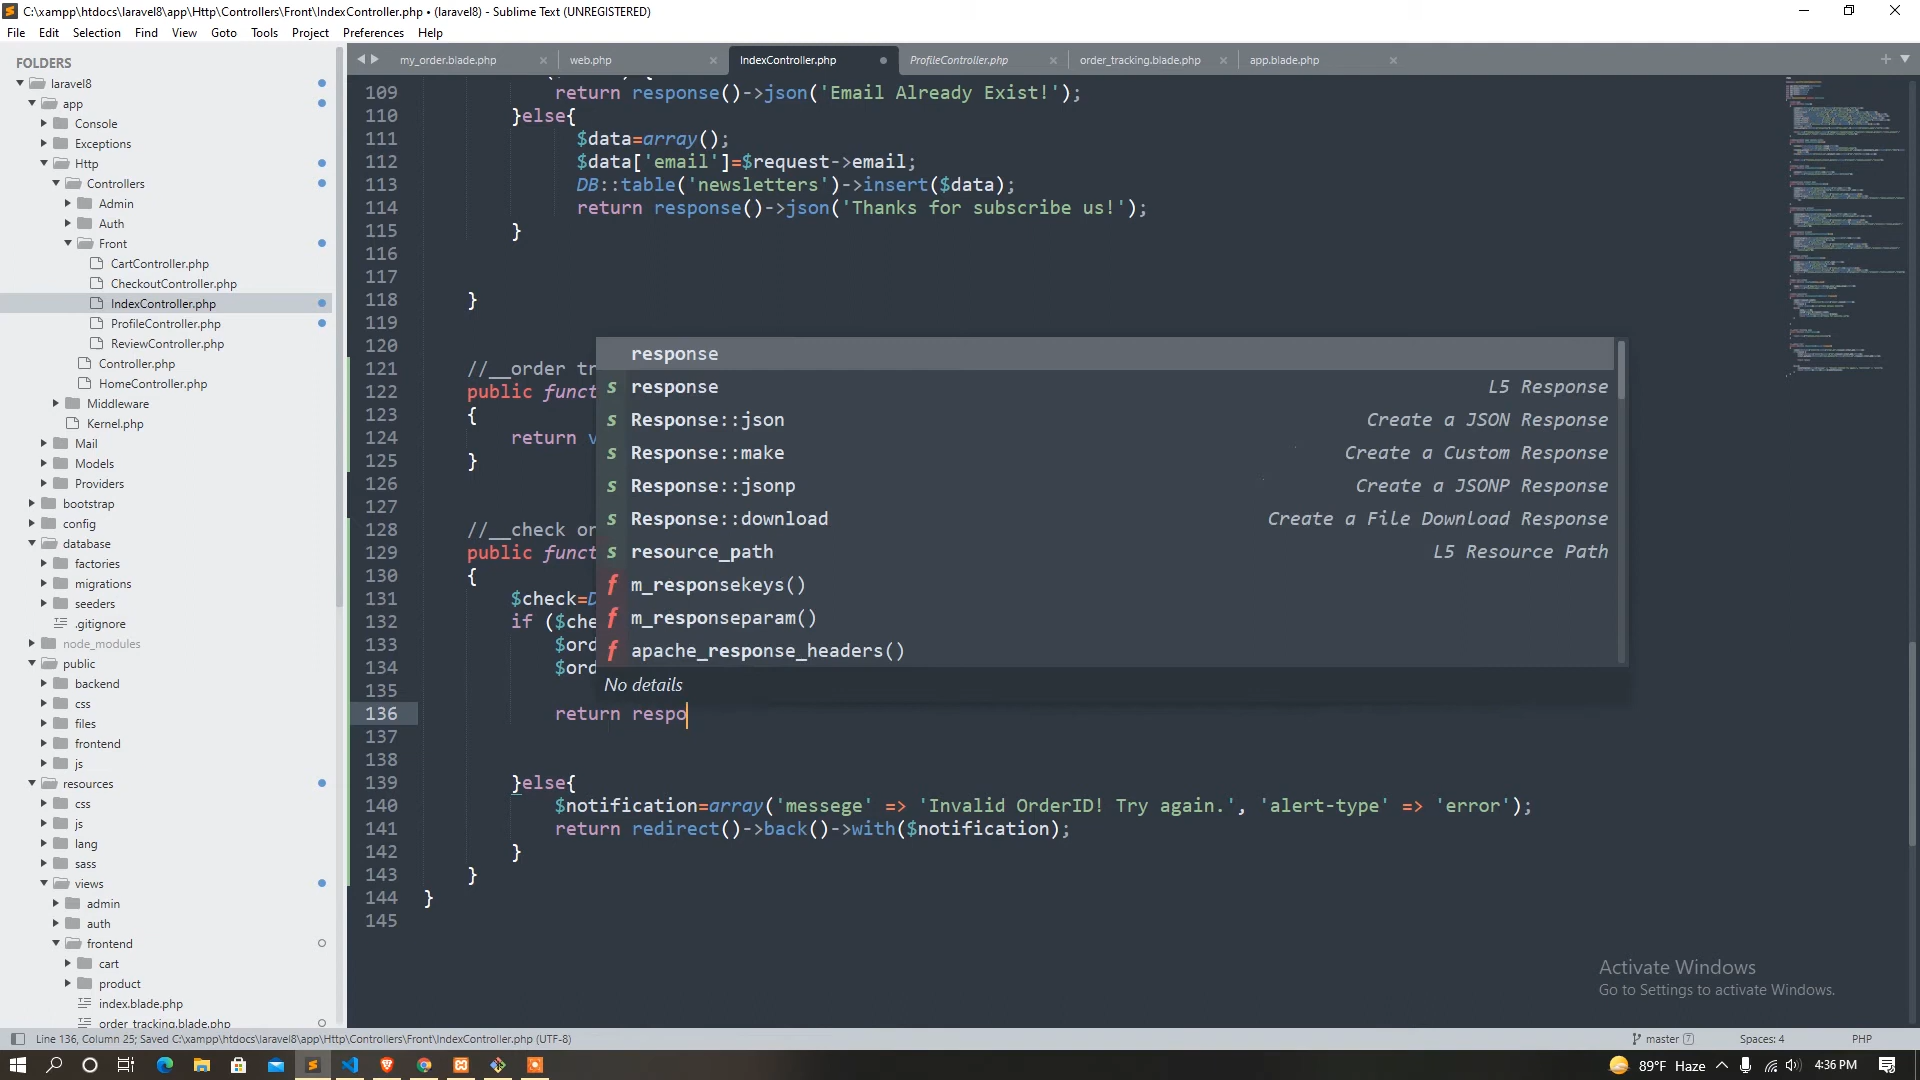 C:\xampp\htdocs\laravel8\app\Http\Controllers\Front\IndexController.php • (laravel8) - Sublime Text (UNREGISTERED)
File Edit Selection Find View Goto Tools Project Preferences Help
FOLDERS
laravel8
app
Console
Exceptions
Http
Controllers
Admin
Auth
Front
CartController.php
CheckoutController.php
IndexController.php
ProfileController.php
ReviewController.php
Controller.php
HomeController.php
Middleware
Kernel.php
Mail
Models
Providers
bootstrap
config
database
factories
migrations
seeders
.gitignore
node_modules
public
backend
css
files
frontend
js
resources
css
js
lang
sass
views
admin
auth
frontend
cart
product
index.blade.php
order_tracking.blade.php
my_order.blade.php web.php IndexController.php ProfileController.php order_tracking.blade.php app.blade.php
109 return response()->json('Email Already Exist!');
110 }else{
111 $data=array();
112 $data['email']=$request->email;
113 DB::table('newsletters')->insert($data);
114 return response()->json('Thanks for subscribe us!');
115 }
116
117
118 }
119
120
121 //__order tr
122 public funct
123 {
124 return v
125 }
126
127
128 //__check or
129 public funct
130 {
131 $check=D
132 if ($che
133 $ord
134 $ord
135
136 return respo
137
138
139 }else{
140 $notification=array('messege' => 'Invalid OrderID! Try again.', 'alert-type' => 'error');
141 return redirect()->back()->with($notification);
142 }
143 }
144 }
145
response
s response L5 Response
s Response::json Create a JSON Response
s Response::make Create a Custom Response
s Response::jsonp Create a JSONP Response
s Response::download Create a File Download Response
s resource_path L5 Resource Path
f m_responsekeys()
f m_responseparam()
f apache_response_headers()
No details
Activate Windows
Go to Settings to activate Windows.
Line 136, Column 25; Saved C:\xampp\htdocs\laravel8\app\Http\Controllers\Front\IndexController.php (UTF-8) master 7 Spaces: 4 PHP
89°F Haze 4:36 PM